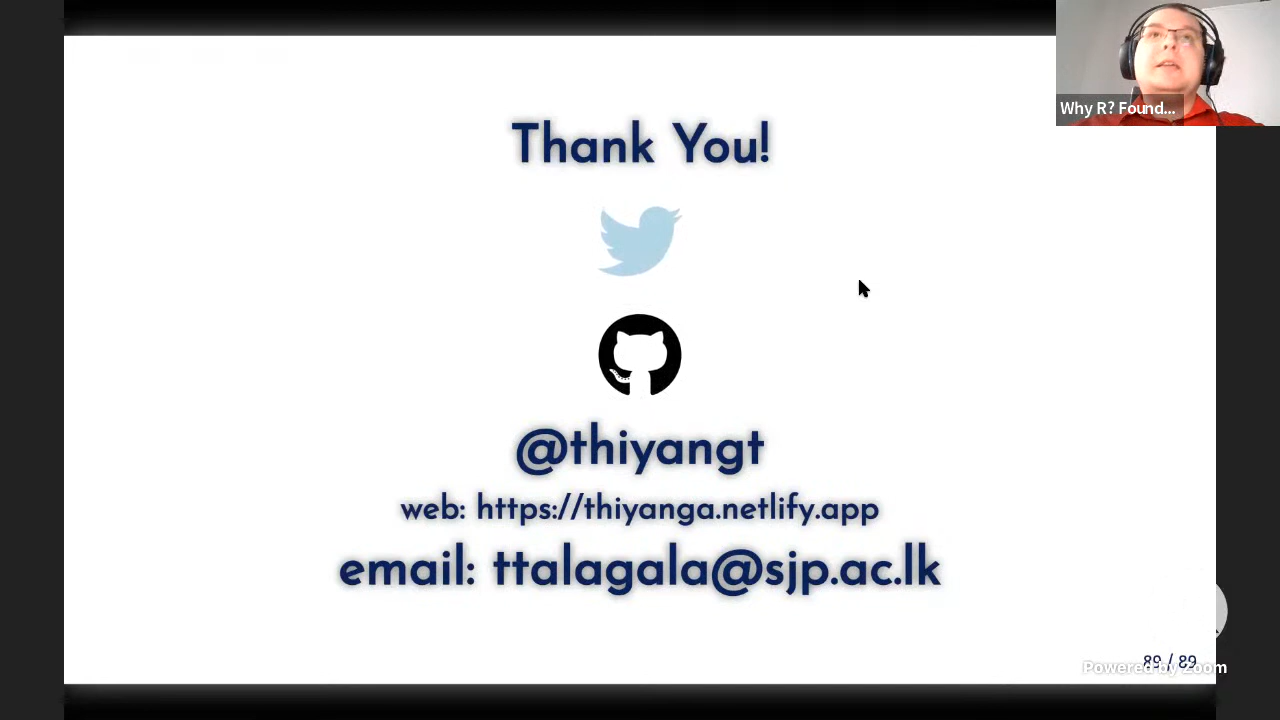 Why R? Found...
Thank You!
@thiyangt
web: https://thiyanga.netlify.app
email: ttalagala@sjp.ac.lk
89 / 89
Powered by Zoom